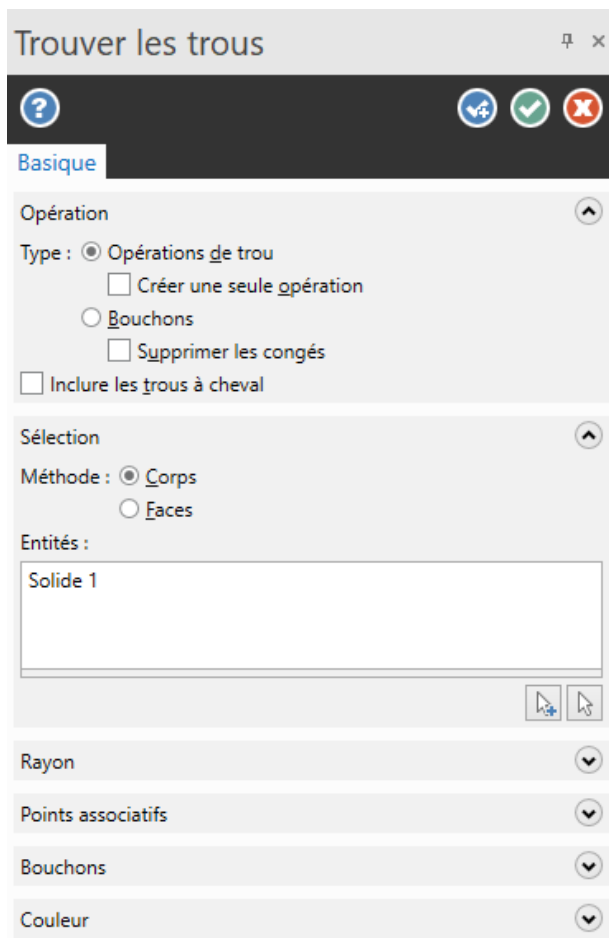 Trouver les trous
Basique
Opération
Type : Opérations de trou
Créer une seule opération
Bouchons
Supprimer les congés
Inclure les trous à cheval
Sélection
Méthode : Corps
Faces
Entités :
Solide 1
Rayon
Points associatifs
Bouchons
Couleur